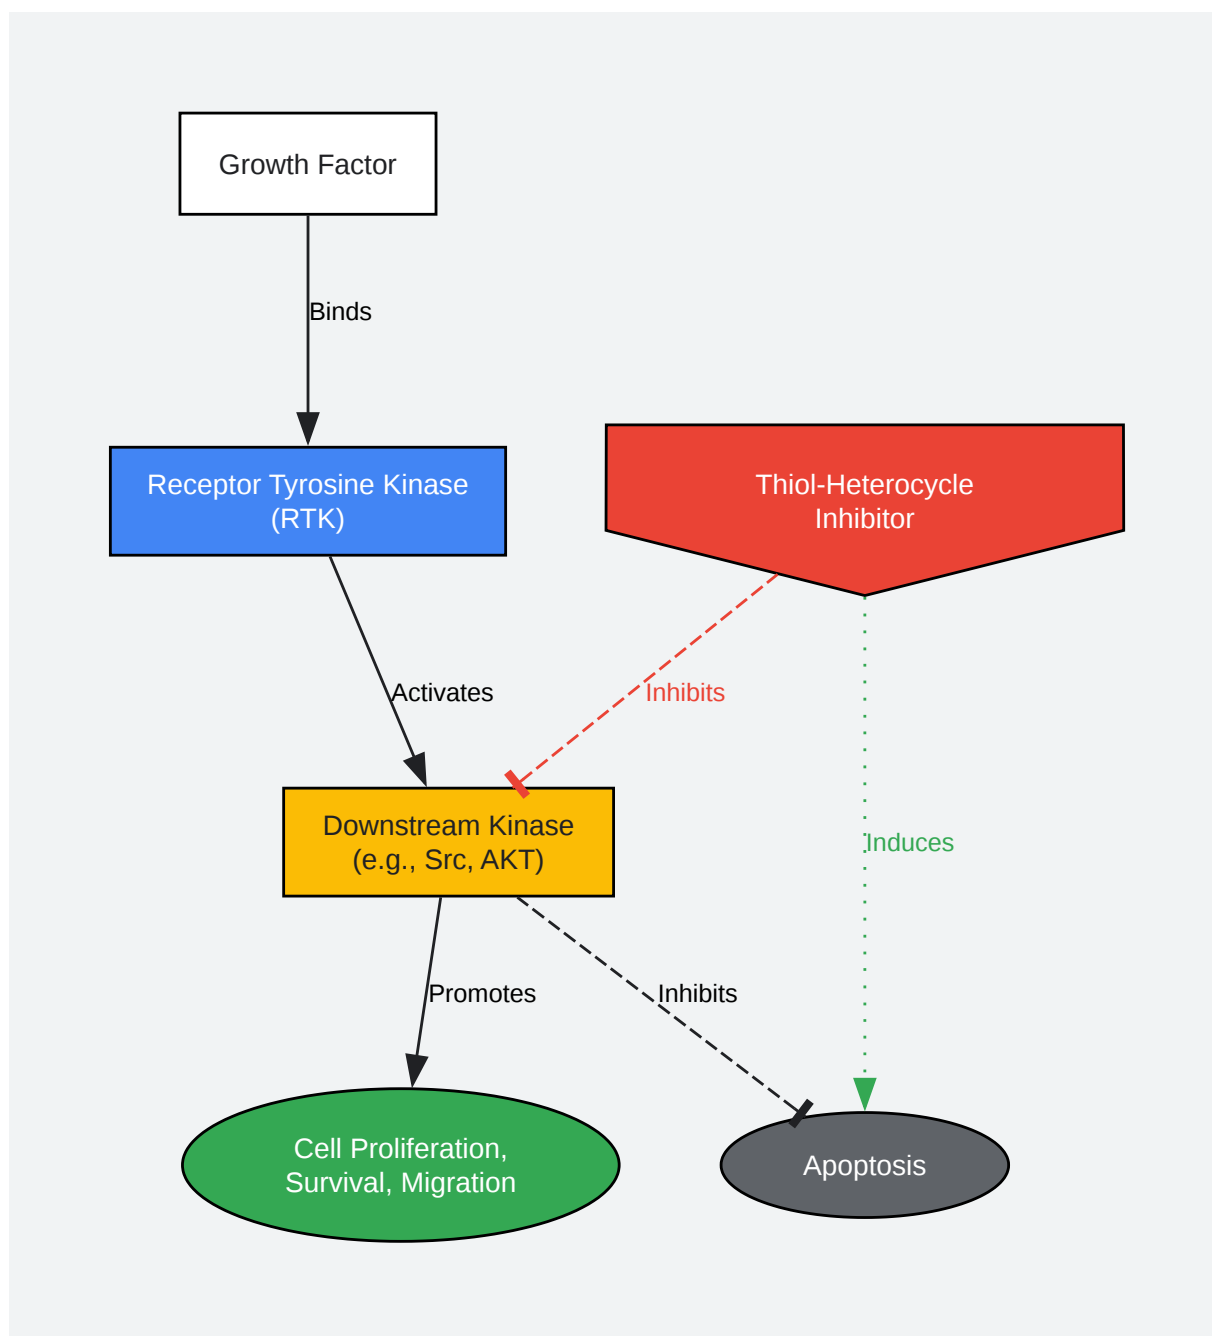 Growth Factor
Binds
Receptor Tyrosine Kinase
(RTK)
Thiol-Heterocycle
Inhibitor
Activates
Inhibits
Downstream Kinase
(e.g., Src, AKT)
Induces
Promotes
Inhibits
Cell Proliferation,
Survival, Migration
Apoptosis